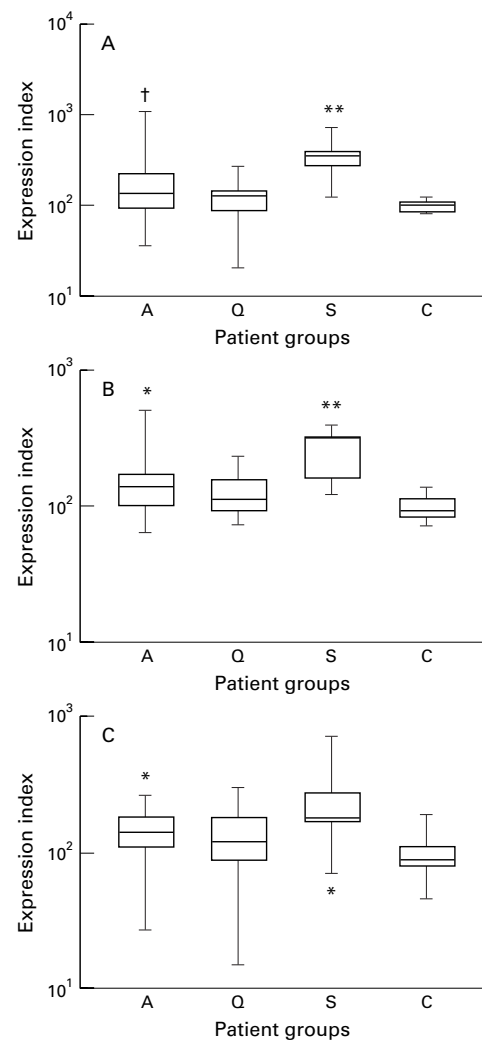 A
10⁴
10³
10²
10¹
Expression index
†
**
A Q S C
Patient groups
B
10³
10²
10¹
Expression index
*
**
A Q S C
Patient groups
C
10³
10²
10¹
Expression index
*
*
A Q S C
Patient groups